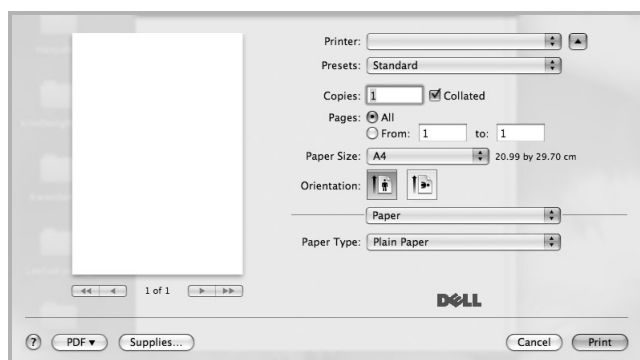 Printer:
Presets: Standard
Copies: 1 Collated
Pages: All
From: 1 to: 1
Paper Size: A4 20.99 by 29.70 cm
Orientation:
Paper
Paper Type: Plain Paper
1 of 1
DELL
? PDF Supplies... Cancel Print